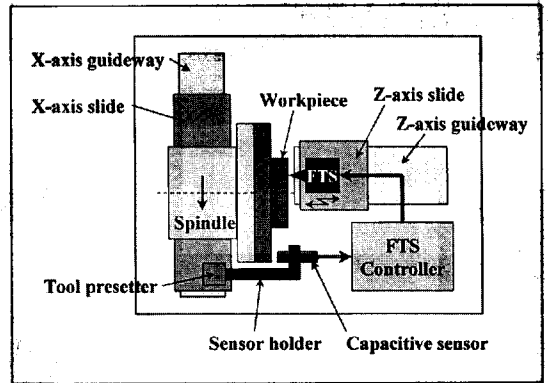 X-axis guideway
X-axis slide
Workpiece
Z-axis slide
Z-axis guideway
FTS
Spindle
FTS
Controller
Tool presetter
Sensor holder
Capacitive sensor